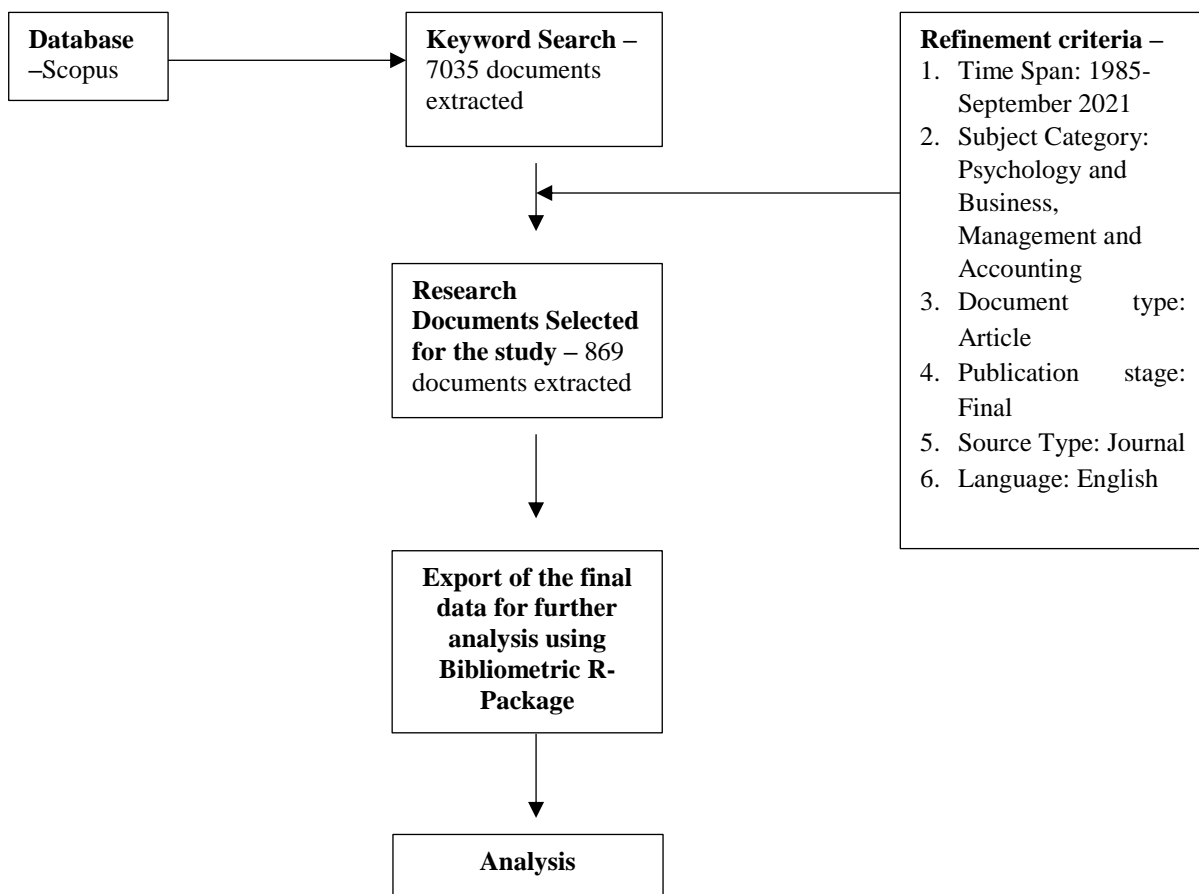 Database
–Scopus
Keyword Search –
7035 documents
extracted
Refinement criteria –
1. Time Span: 1985-
September 2021
2. Subject Category:
Psychology and
Business,
Management and
Accounting
3. Document type:
Article
4. Publication stage:
Final
5. Source Type: Journal
6. Language: English
Research
Documents Selected
for the study – 869
documents extracted
Export of the final
data for further
analysis using
Bibliometric R-
Package
Analysis